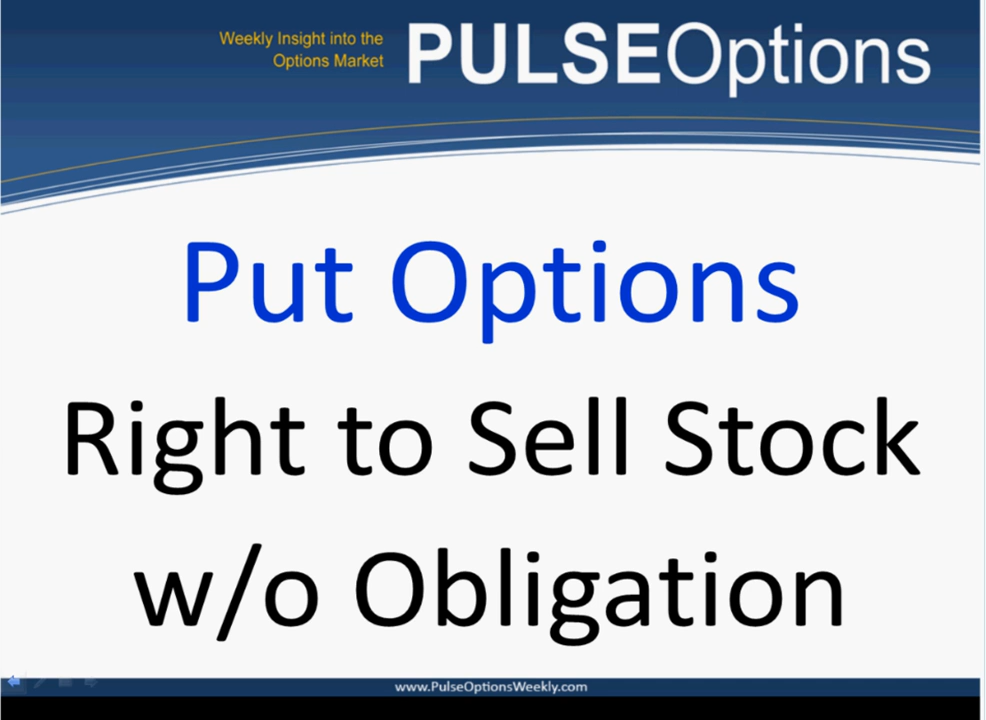 Weekly Insight into the
Options Market
PULSEOptions
Put Options
Right to Sell Stock
w/o Obligation
www.PulseOptionsWeekly.com